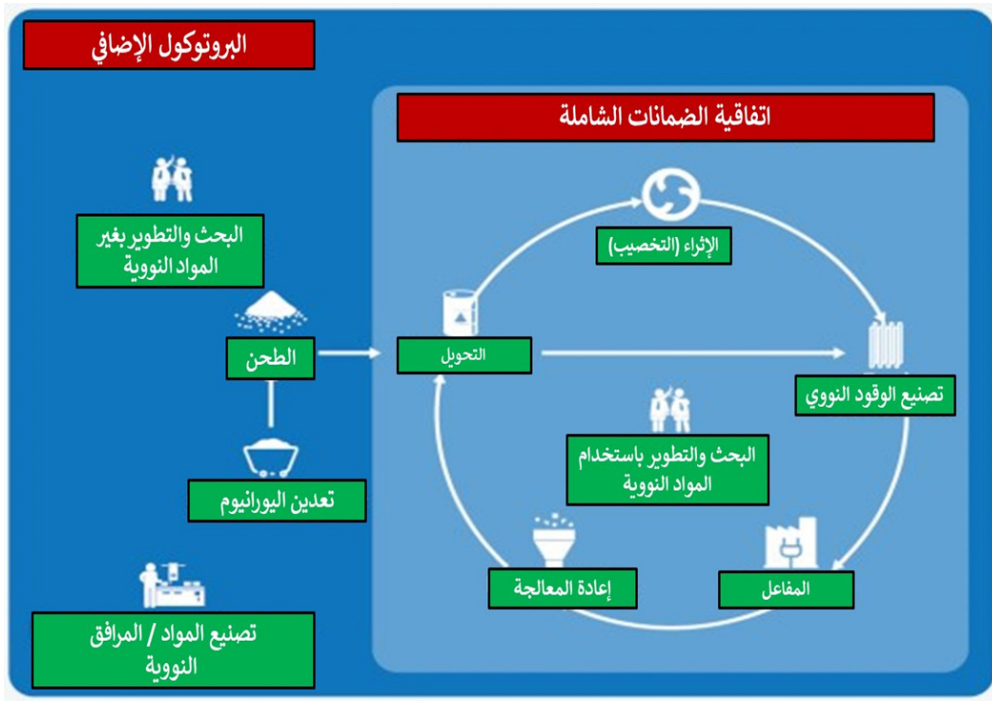 البروتوكول الإضافي
اتفاقية الضمانات الشاملة
البحث والتطوير بغير
المواد النووية
الإثراء (التخصيب)
الطحن
التحويل
تصنيع الوقود النووي
البحث والتطوير باستخدام
المواد النووية
تعدين اليورانيوم
إعادة المعالجة
المفاعل
تصنيع المواد / المرافق
النووية